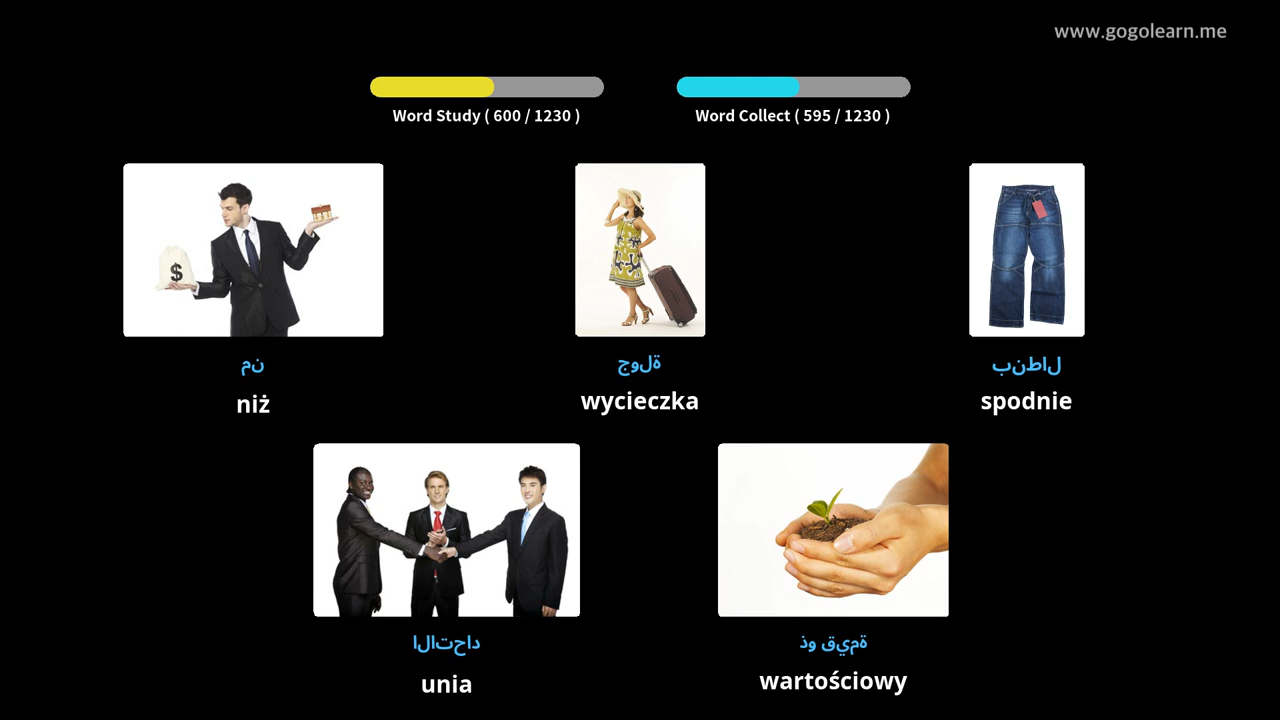 www.gogolearn.me
Word Study ( 600 / 1230 )
Word Collect ( 595 / 1230 )
من
جولة
بنطال
niż
wycieczka
spodnie
الاتحاد
ذو قيمة
unia
wartościowy